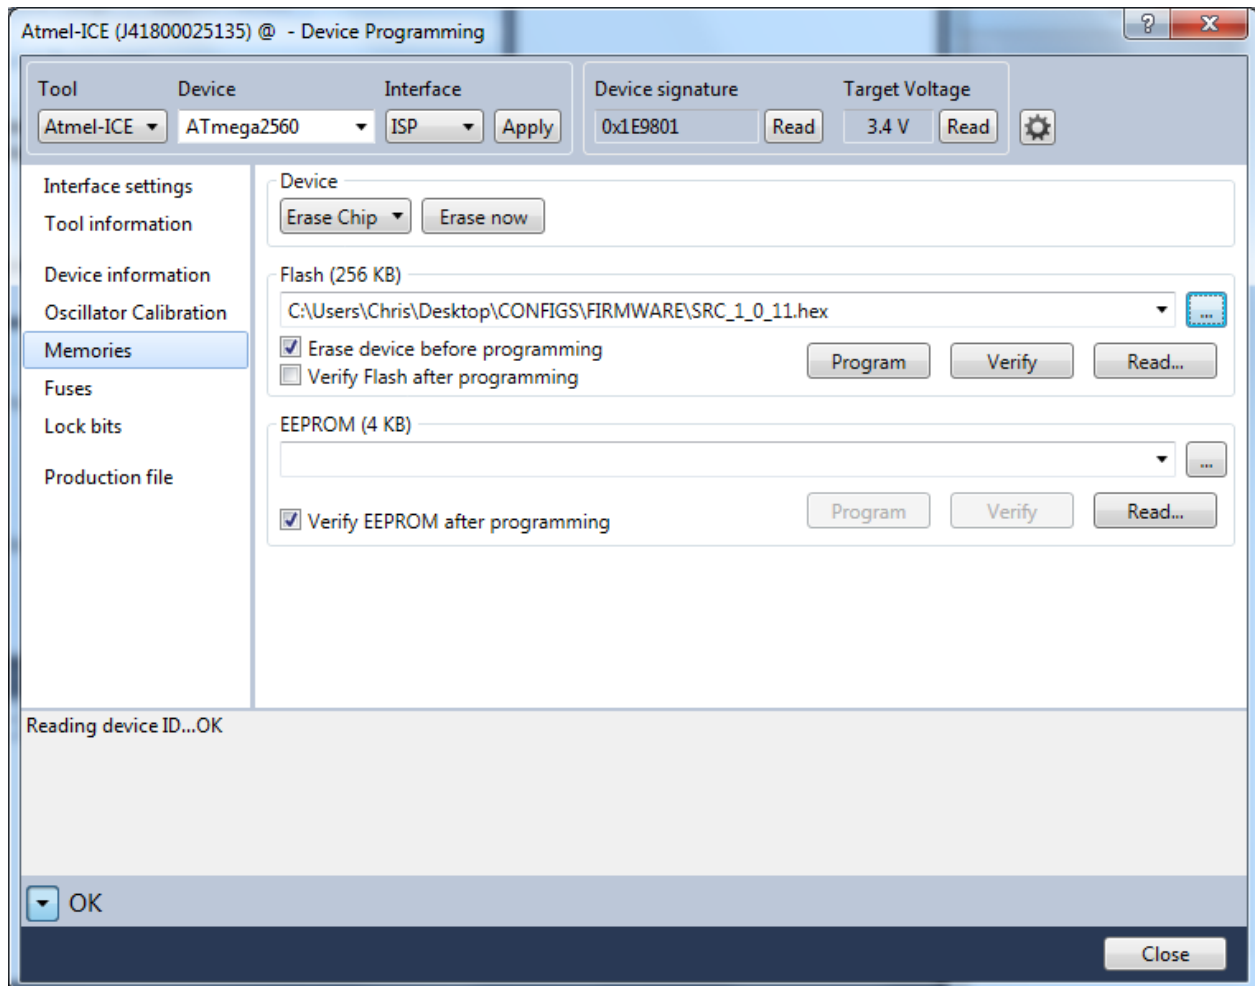 Atmel-ICE (J41800025135) @  - Device Programming
?
X
Tool Device Interface Device signature Target Voltage
Atmel-ICE ATmega2560 ISP Apply 0x1E9801 Read 3.4 V Read
Interface settings
Tool information
Device information
Oscillator Calibration
Memories
Fuses
Lock bits
Production file
Device
Erase Chip Erase now
Flash (256 KB)
C:\Users\Chris\Desktop\CONFIGS\FIRMWARE\SRC_1_0_11.hex ...
Erase device before programming
Verify Flash after programming
Program Verify Read...
EEPROM (4 KB)
...
Verify EEPROM after programming
Program Verify Read...
Reading device ID...OK
OK
Close